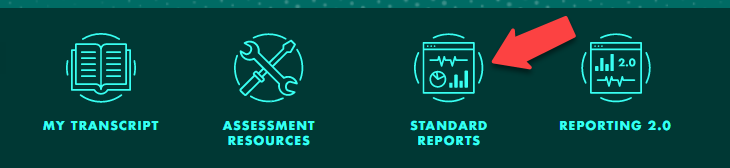 2.0
MY TRANSCRIPT
ASSESSMENT
RESOURCES
STANDARD
REPORTS
REPORTING 2.0